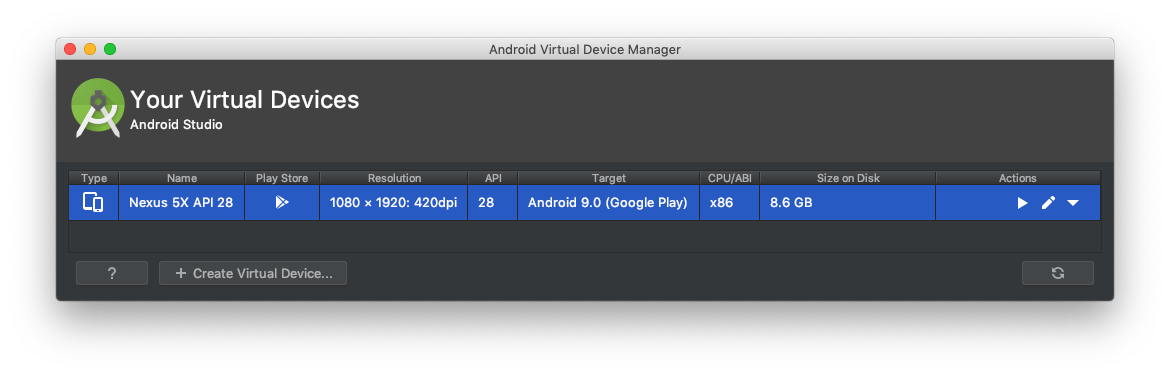 Android Virtual Device Manager
Your Virtual Devices
Android Studio
Type Name Play Store Resolution API Target CPU/ABI Size on Disk Actions
Nexus 5X API 28 1080 × 1920: 420dpi 28 Android 9.0 (Google Play) x86 8.6 GB
? + Create Virtual Device...